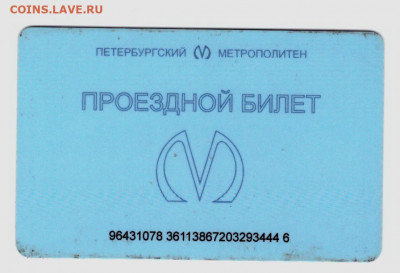 COINS.LAVE.RU
ПЕТЕРБУРГСКИЙ МЕТРОПОЛИТЕН
ПРОЕЗДНОЙ БИЛЕТ
96431078 36113867203293444 6